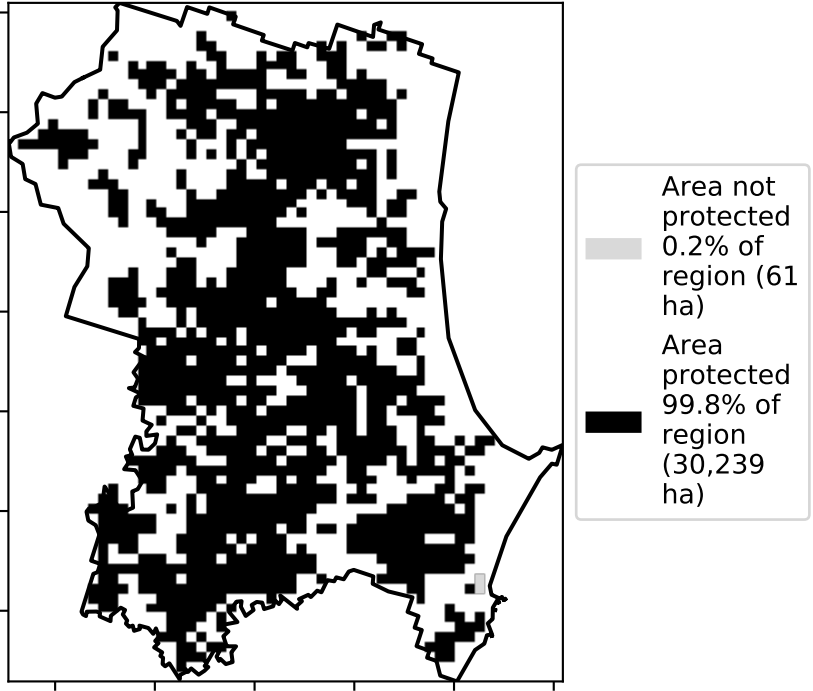 Area not
protected
0.2% of
region (61
ha)
Area
protected
99.8% of
region
(30,239
ha)